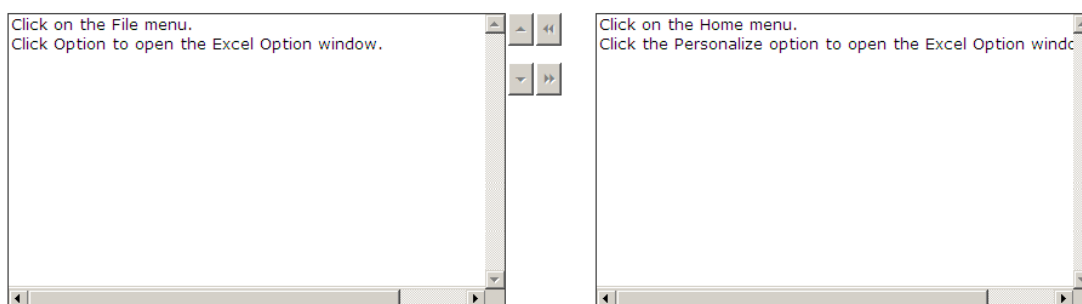 Click on the File menu.
Click Option to open the Excel Option window.
Click on the Home menu.
Click the Personalize option to open the Excel Option